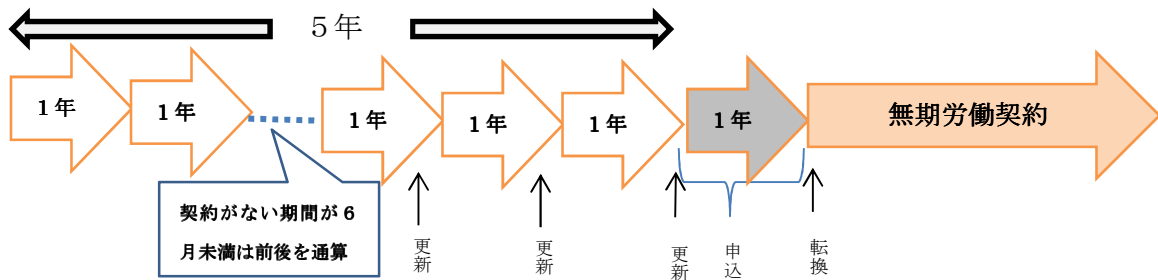 ５年
１年
１年
１年
１年
１年
１年
無期労働契約
契約がない期間が６
月未満は前後を通算
更新
更新
更新
申込
転換